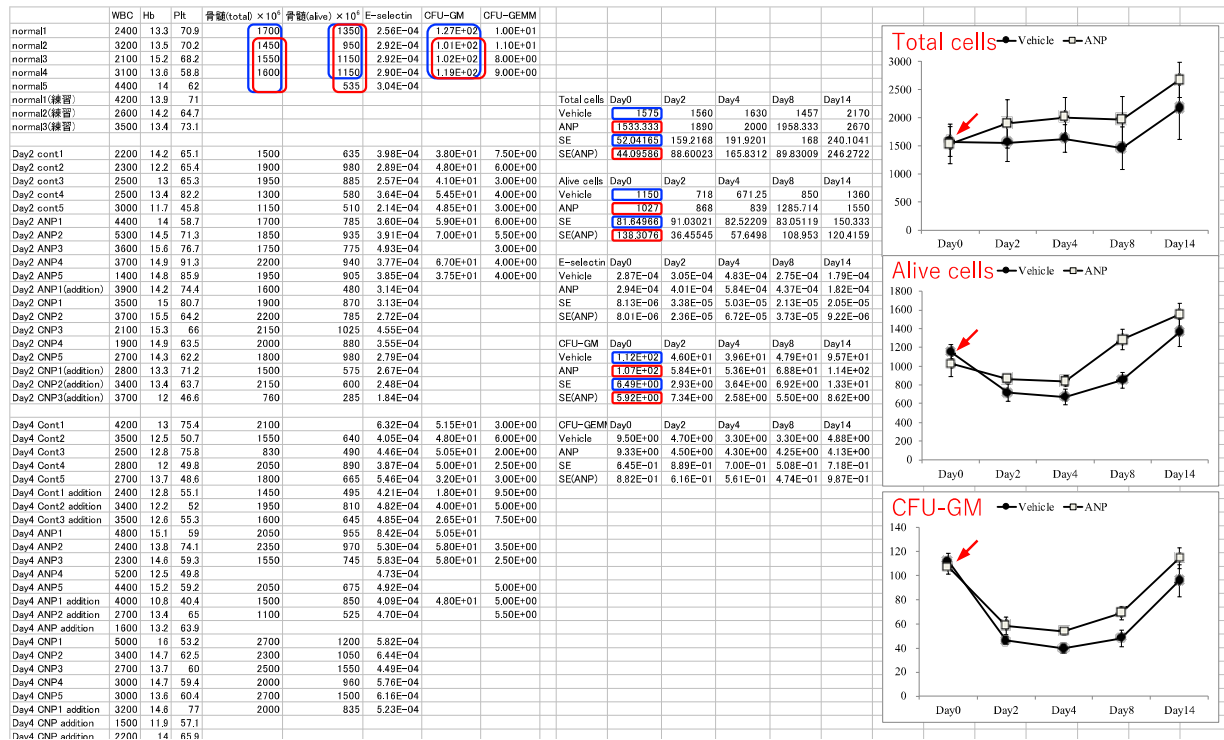 WBC Hb Plt 骨髄(total) ×10⁶ 骨髄(alive) ×10⁶ E-selectin CFU-GM CFU-GEMM
normal1 2400 13.3 70.9 1700 1350 2.56E-04 1.27E+02 1.00E+01
normal2 3200 13.5 70.2 1450 950 2.92E-04 1.01E+02 1.10E+01
normal3 2100 15.2 68.2 1550 1150 2.92E-04 1.02E+02 8.00E+00
normal4 3100 13.6 58.8 1600 1150 2.90E-04 1.19E+02 9.00E+00
normal5 4400 14 62 535 3.04E-04
normal1(練習) 4200 13.9 71
normal2(練習) 2600 14.2 64.7
normal3(練習) 3500 13.4 73.1
Day2 cont1 2200 14.2 65.1 1500 635 3.98E-04 3.80E+01 7.50E+00
Day2 cont2 2300 12.2 65.4 1900 980 2.89E-04 4.80E+01 6.00E+00
Day2 cont3 2500 13 65.3 1950 885 2.57E-04 4.10E+01 3.00E+00
Day2 cont4 2500 13.4 82.2 1300 580 3.64E-04 5.45E+01 4.00E+00
Day2 cont5 3000 11.7 45.8 1150 510 2.14E-04 4.85E+01 3.00E+00
Day2 ANP1 4400 14 58.7 1700 785 3.60E-04 5.90E+01 6.00E+00
Day2 ANP2 5300 14.5 71.3 1850 935 3.91E-04 7.00E+01 5.50E+00
Day2 ANP3 3600 15.6 76.7 1750 775 4.93E-04 3.00E+00
Day2 ANP4 3700 14.9 91.3 2200 940 3.77E-04 6.70E+01 4.00E+00
Day2 ANP5 1400 14.8 85.9 1950 905 3.85E-04 3.75E+01 4.00E+00
Day2 ANP1(addition) 3900 14.2 74.4 1600 480 3.14E-04
Day2 CNP1 3500 15 80.7 1900 870 3.13E-04
Day2 CNP2 3700 15.5 64.2 2200 785 2.72E-04
Day2 CNP3 2100 15.3 66 2150 1025 4.55E-04
Day2 CNP4 1900 14.9 63.5 2000 880 3.55E-04
Day2 CNP5 2700 14.3 62.2 1800 980 2.79E-04
Day2 CNP1(addition) 2800 13.3 71.2 1500 575 2.67E-04
Day2 CNP2(addition) 3400 13.4 63.7 2150 600 2.48E-04
Day2 CNP3(addition) 3700 12 46.6 760 285 1.84E-04
Day4 Cont1 4200 13 75.4 2100 6.32E-04 5.15E+01 3.00E+00
Day4 Cont2 3500 12.5 50.7 1550 640 4.05E-04 4.80E+01 6.00E+00
Day4 Cont3 2500 12.8 75.8 830 490 4.46E-04 5.05E+01 2.00E+00
Day4 Cont4 2800 12 49.8 2050 890 3.87E-04 5.00E+01 2.50E+00
Day4 Cont5 2700 13.7 48.6 1800 665 5.46E-04 3.20E+01 3.00E+00
Day4 Cont1 addition 2400 12.8 55.1 1450 495 4.21E-04 1.80E+01 9.50E+00
Day4 Cont2 addition 3400 12.2 52 1950 810 4.82E-04 4.00E+01 5.00E+00
Day4 Cont3 addition 3500 12.6 55.3 1600 645 4.85E-04 2.65E+01 7.50E+00
Day4 ANP1 4800 15.1 59 2050 955 8.42E-04 5.05E+01
Day4 ANP2 2400 13.8 74.1 2350 970 5.30E-04 5.80E+01 3.50E+00
Day4 ANP3 2300 14.6 59.3 1550 745 5.83E-04 5.80E+01 2.50E+00
Day4 ANP4 5200 12.5 49.8 4.73E-04
Day4 ANP5 4400 15.2 59.2 2050 675 4.92E-04 5.00E+00
Day4 ANP1 addition 4000 10.8 40.4 1500 850 4.09E-04 4.80E+01 5.00E+00
Day4 ANP2 addition 2700 13.4 65 1100 525 4.70E-04 5.50E+00
Day4 ANP addition 1600 13.2 63.9
Day4 CNP1 5000 16 53.2 2700 1200 5.82E-04
Day4 CNP2 3400 14.7 62.5 2300 1050 6.44E-04
Day4 CNP3 2700 13.7 60 2500 1550 4.49E-04
Day4 CNP4 3000 14.7 59.4 2000 960 5.76E-04
Day4 CNP5 3000 13.6 60.4 2700 1500 6.16E-04
Day4 CNP1 addition 3200 14.6 77 2000 835 5.23E-04
Day4 CNP addition 1500 11.9 57.1
Day4 CNP addition 2200 14 65.9
Total cells Day0 Day2 Day4 Day8 Day14
Vehicle 1575 1560 1630 1457 2170
ANP 1533.333 1890 2000 1958.333 2670
SE 52.04165 159.2168 191.9201 168 240.1041
SE(ANP) 44.09586 88.60023 165.8312 89.83009 246.2722
Alive cells Day0 Day2 Day4 Day8 Day14
Vehicle 1150 718 671.25 850 1360
ANP 1027 868 839 1285.714 1550
SE 81.64966 91.03021 82.52209 83.05119 150.333
SE(ANP) 138.3076 36.45545 57.6498 108.953 120.4159
E-selectin Day0 Day2 Day4 Day8 Day14
Vehicle 2.87E-04 3.05E-04 4.83E-04 2.75E-04 1.79E-04
ANP 2.94E-04 4.01E-04 5.84E-04 4.37E-04 1.82E-04
SE 8.13E-06 3.38E-05 5.03E-05 2.13E-05 2.05E-05
SE(ANP) 8.01E-06 2.36E-05 6.72E-05 3.73E-05 9.22E-06
CFU-GM Day0 Day2 Day4 Day8 Day14
Vehicle 1.12E+02 4.60E+01 3.96E+01 4.79E+01 9.57E+01
ANP 1.07E+02 5.84E+01 5.36E+01 6.88E+01 1.14E+02
SE 6.49E+00 2.93E+00 3.64E+00 6.92E+00 1.33E+01
SE(ANP) 5.92E+00 7.34E+00 2.58E+00 5.50E+00 8.62E+00
CFU-GEMM Day0 Day2 Day4 Day8 Day14
Vehicle 9.50E+00 4.70E+00 3.30E+00 3.30E+00 4.88E+00
ANP 9.33E+00 4.50E+00 4.30E+00 4.25E+00 4.13E+00
SE 6.45E-01 8.89E-01 7.00E-01 5.08E-01 7.18E-01
SE(ANP) 8.82E-01 6.16E-01 5.61E-01 4.74E-01 9.87E-01
Total cells Vehicle ANP
3000
2500
2000
1500
1000
500
0
Day0 Day2 Day4 Day8 Day14
Alive cells Vehicle ANP
1800
1600
1400
1200
1000
800
600
400
200
0
Day0 Day2 Day4 Day8 Day14
CFU-GM Vehicle ANP
140
120
100
80
60
40
20
0
Day0 Day2 Day4 Day8 Day14